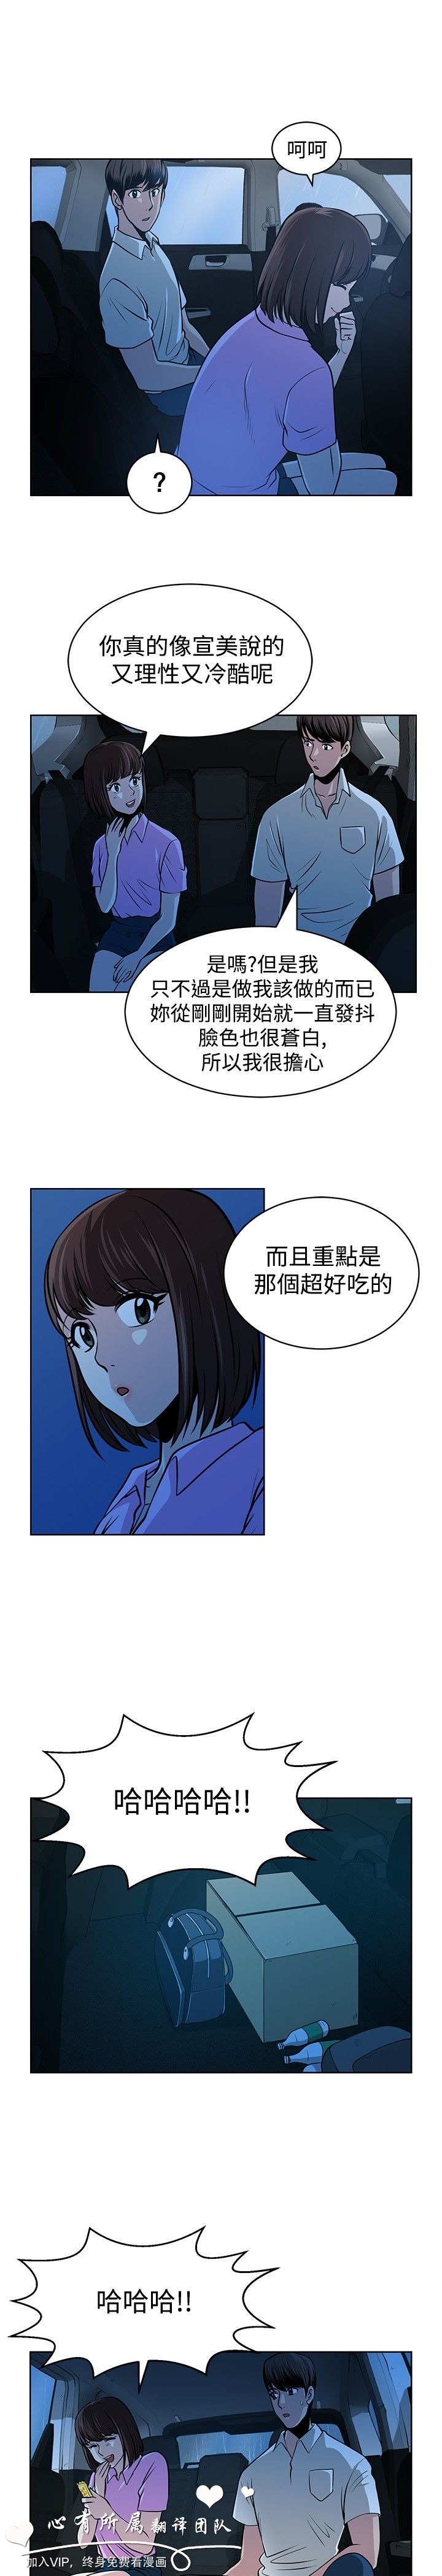 呵呵
?
你真的像宣美說的
又理性又冷酷呢
是嗎?但是我
只不過是做我該做的而已
妳從剛剛開始就一直發抖
臉色也很蒼白,
所以我很擔心
而且重點是
那個超好吃的
哈哈哈哈!!
哈哈哈!!
心有所属翻译团队
加入VIP，终身免费看漫画